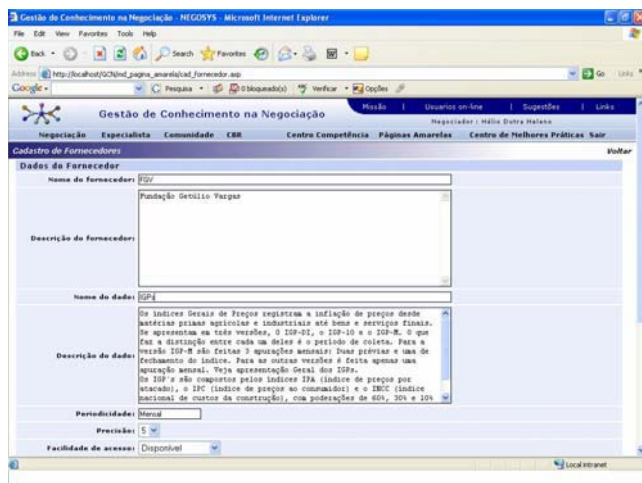 Gestão do Conhecimento na Negociação - NEGOSYS - Microsoft Internet Explorer
File Edit View Favorites Tools Help
Back Search Favorites
Address http://localhost/GCN/ind_pagina_amarela/cad_fornecedor.asp Go Links
Google Pesquisa 0 bloqueado(s) Verificar Opções
Missão | Usuarios on-line | Sugestões | Links
Gestão de Conhecimento na Negociação
Negociador : Hélio Dutra Heleno
Negociação Especialista Comunidade CBR Centro Competência Páginas Amarelas Centro de Melhores Práticas Sair
Cadastro de Fornecedores Voltar
Dados do Fornecedor
Nome do fornecedor: FGV
Fundação Getúlio Vargas
Descrição do fornecedor:
Nome do dado: IGPs
Os índices Gerais de Preços registram a inflação de preços desde
matérias primas agrícolas e industriais até bens e serviços finais.
Se apresentam em três versões, O IGP-DI, o IGP-10 e o IGP-M. O que
faz a distinção entre cada um deles é o período de coleta. Para a
versão IGP-M são feitas 3 apurações mensais: Duas prévias e uma de
fechamento do índice. Para as outras versões é feita apenas uma
apuração mensal. Veja apresentação Geral dos IGPs.
Descrição do dado:
Os IGP's são compostos pelos índices IPA (índice de preços por
atacado), o IPC (índice de preços ao consumidor) e o INCC (índice
nacional de custos da construção), com poderações de 60%, 30% e 10%
Periodicidade: Mensal
Precisão: 5
Facilidade de acesso: Disponível
Local intranet